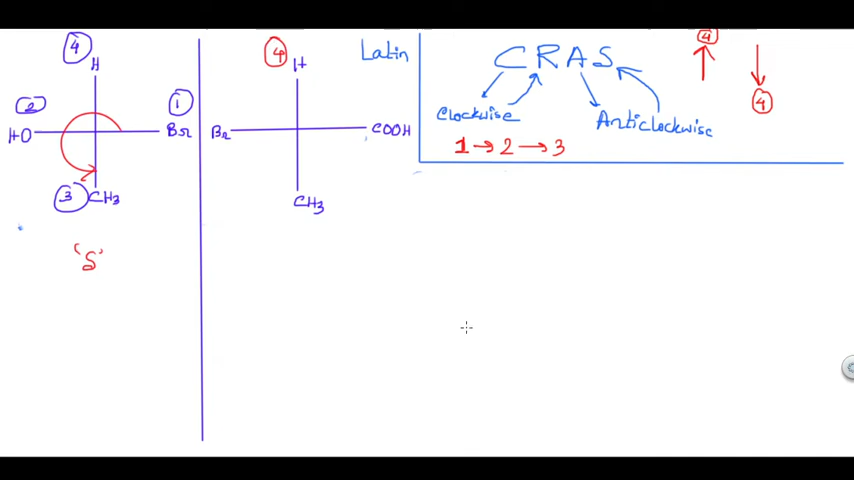 4
H
2
1
HO
Br
3
CH3
'S'
4
H
Br
COOH
CH3
Latin
CRAS
Clockwise
Anticlockwise
1 → 2 → 3
4
4